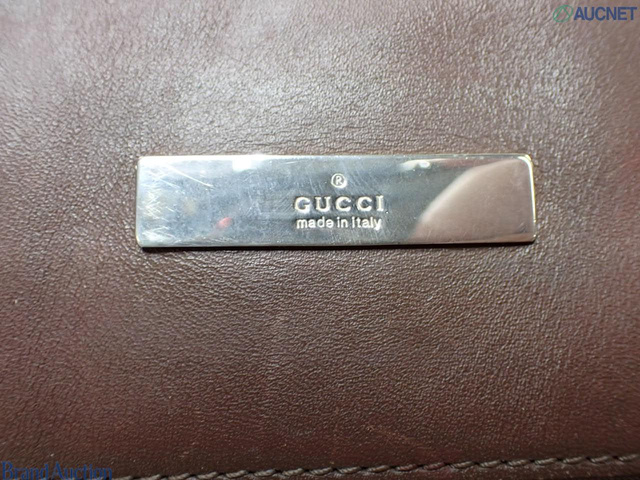 AUCNET
®
GUCCI
made in Italy
Brand Auction